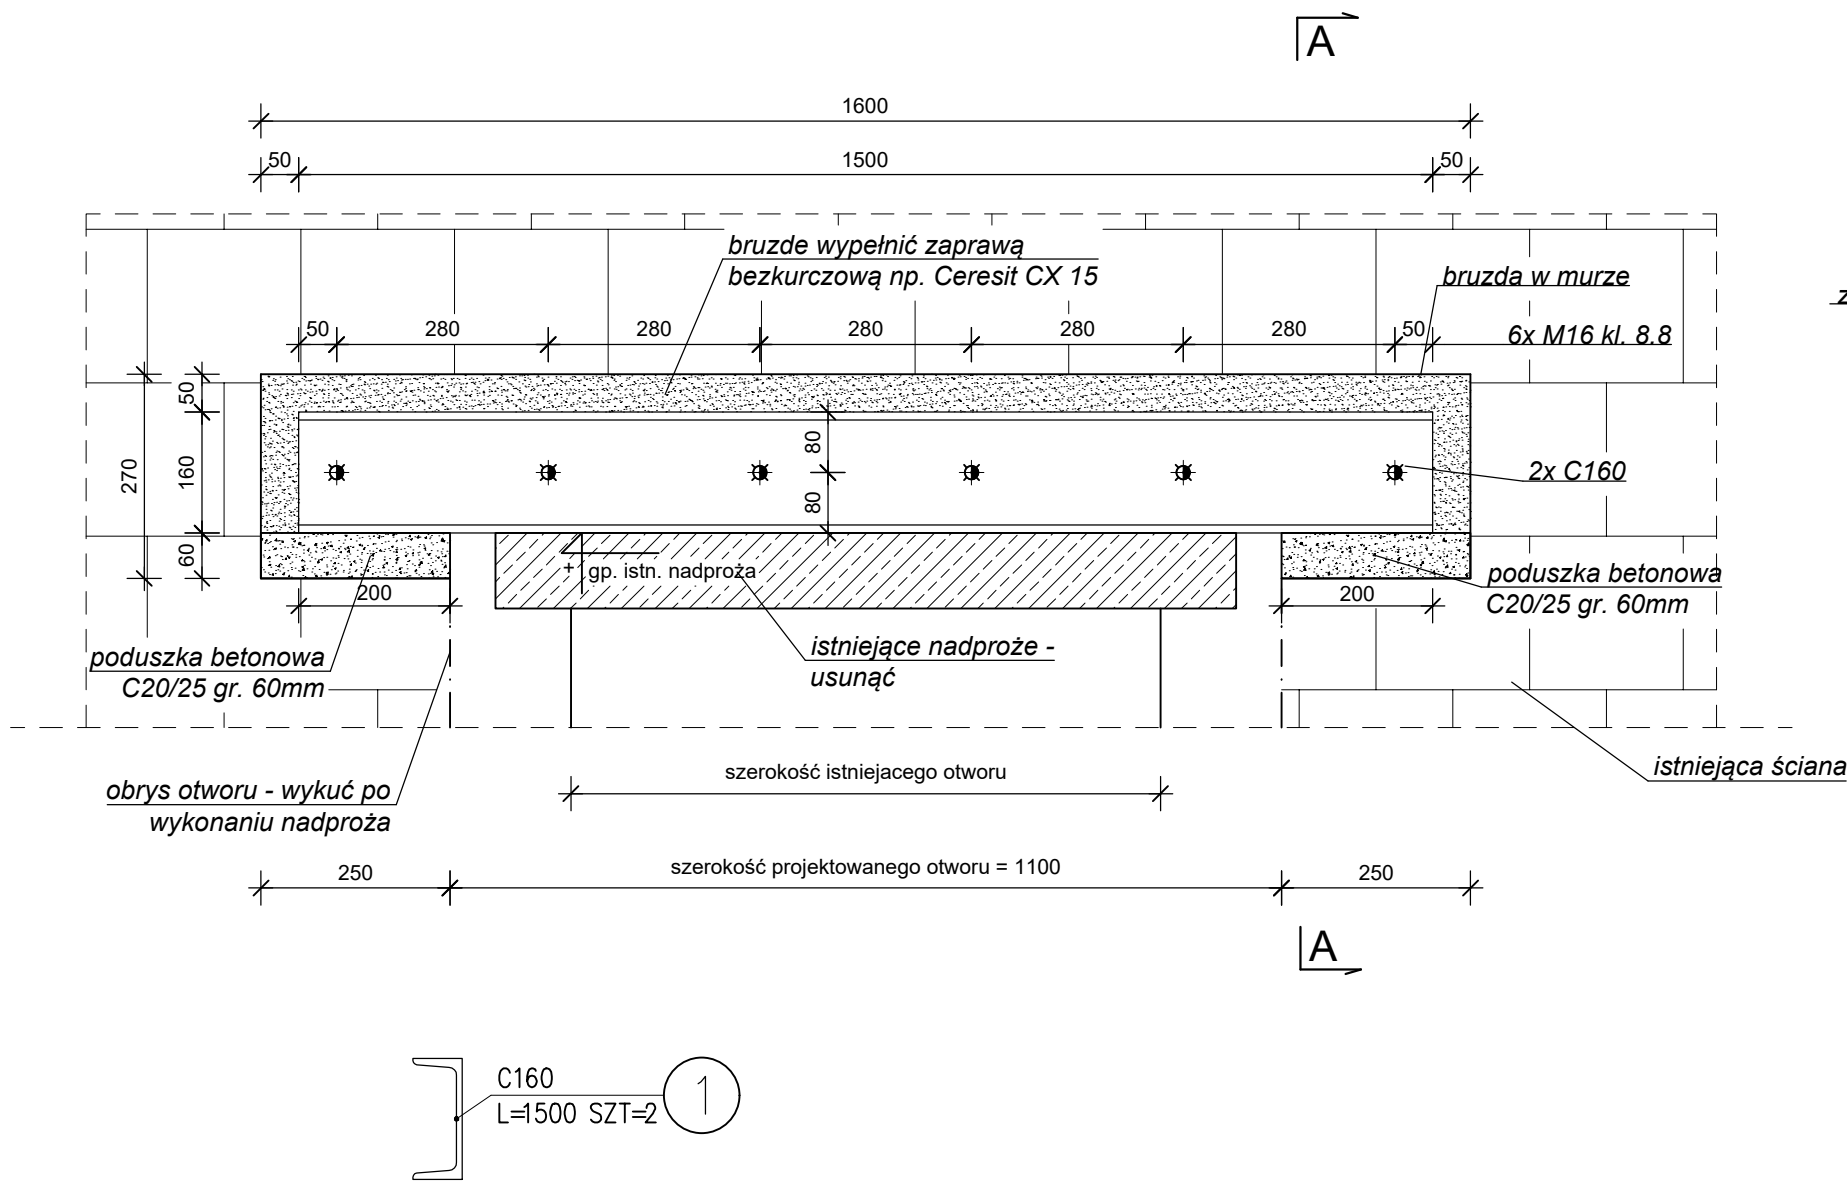 A
1600
50
1500
50
bruzde wypełnić zaprawą
bezkurczową np. Ceresit CX 15
bruzda w murze
50
280
280
280
280
280
50
6x M16 kl. 8.8
270
50
160
60
80
80
2x C160
+ gp. istn. nadproża
200
200
poduszka betonowa
C20/25 gr. 60mm
poduszka betonowa
C20/25 gr. 60mm
istniejące nadproże -
usunąć
obrys otworu - wykuć po
wykonaniu nadproża
szerokość istniejacego otworu
istniejąca ściana
250
szerokość projektowanego otworu = 1100
250
A
C160
L=1500 SZT=2
1